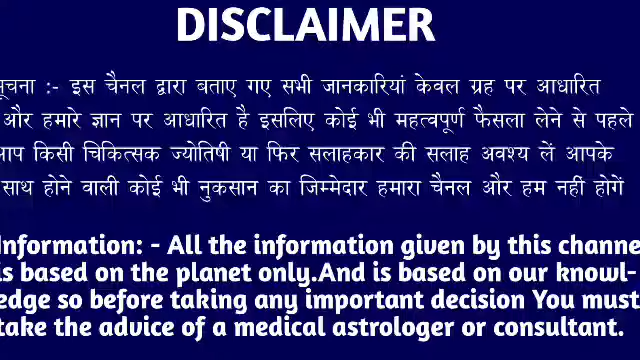 DISCLAIMER
सूचना :- इस चैनल द्वारा बताए गए सभी जानकारियां केवल ग्रह पर आधारित
और हमारे ज्ञान पर आधारित है इसलिए कोई भी महत्वपूर्ण फैसला लेने से पहले
आप किसी चिकित्सक ज्योतिषी या फिर सलाहकार की सलाह अवश्य लें आपके
साथ होने वाली कोई भी नुकसान का जिम्मेदार हमारा चैनल और हम नहीं होगें
Information: - All the information given by this channe
is based on the planet only.And is based on our knowl-
edge so before taking any important decision You must
take the advice of a medical astrologer or consultant.